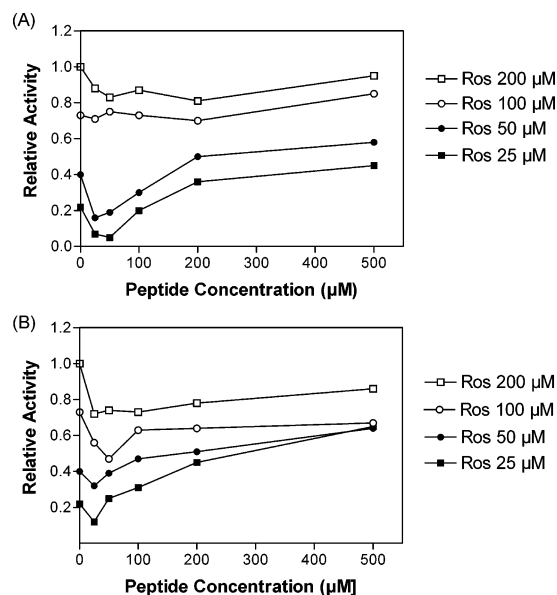 (A)
1.2
1.0
0.8
0.6
0.4
0.2
0.0
Relative Activity
0 100 200 300 400 500
Peptide Concentration (µM)
Ros 200 µM
Ros 100 µM
Ros 50 µM
Ros 25 µM
(B)
1.2
1.0
0.8
0.6
0.4
0.2
Relative Activity
0 100 200 300 400 500
Peptide Concentration (µM]
Ros 200 µM
Ros 100 µM
Ros 50 µM
Ros 25 µM